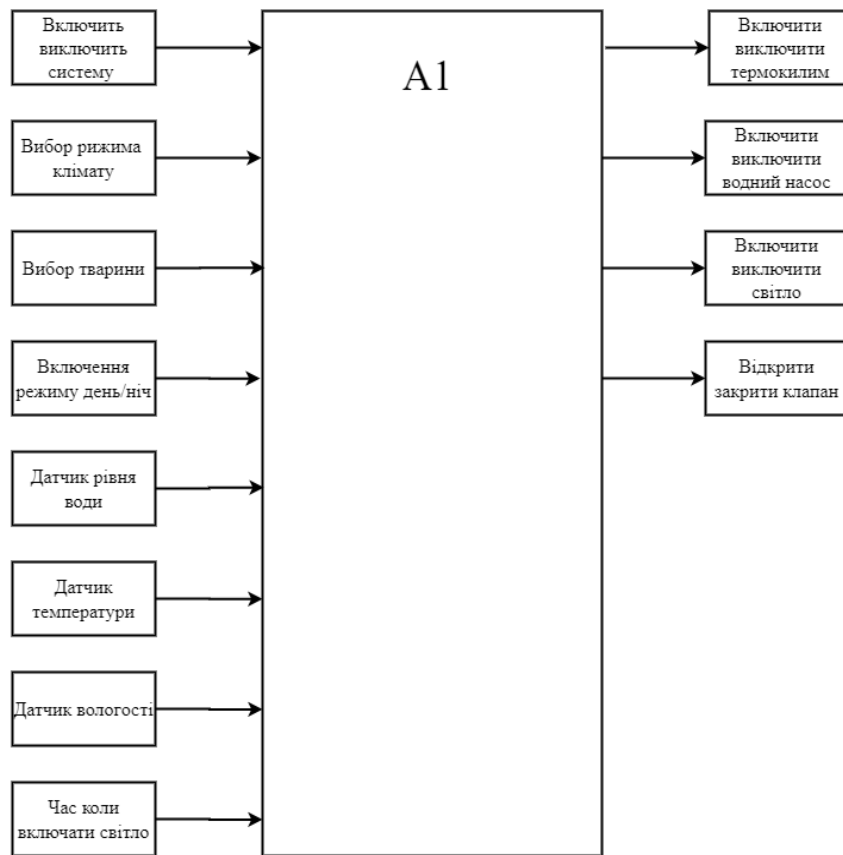 Включить
виключить
систему
Вибор рижима
клімату
Вибор тварини
Включення
режиму день/ніч
Датчик рівня
води
Датчик
температури
Датчик вологості
Час коли
включати світло
А1
Включити
виключити
термокилим
Включити
виключити
водний насос
Включити
виключити
світло
Відкрити
закрити клапан